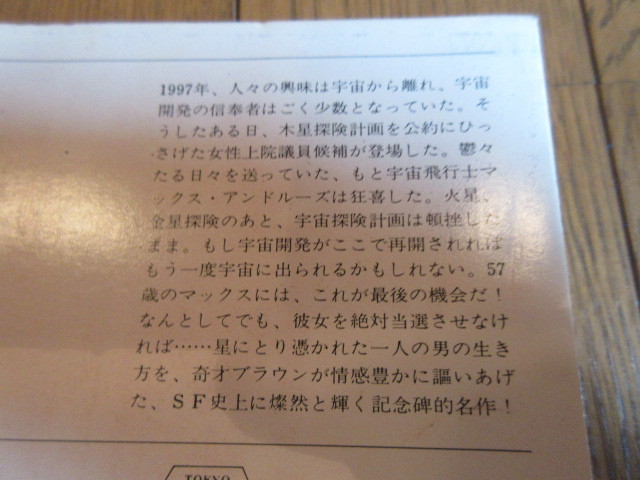 1997年、人々の興味は宇宙から離れ、宇宙
開発の信奉者はごく少数となっていた。そ
うしたある日、木星探険計画を公約にひっ
さげた女性上院議員候補が登場した。鬱々
たる日々を送っていた、もと宇宙飛行士マ
ックス・アンドルーズは狂喜した。火星、
金星探険のあと、宇宙探険計画は頓挫した
まま。もし宇宙開発がここで再開されれば
もう一度宇宙に出られるかもしれない。57
歳のマックスには、これが最後の機会だ！
なんとしてでも、彼女を絶対当選させなけ
れば……星にとり憑かれた一人の男の生き
方を、奇才ブラウンが情感豊かに謳いあげ
た、ＳＦ史上に燦然と輝く記念碑的名作！
TOKYO